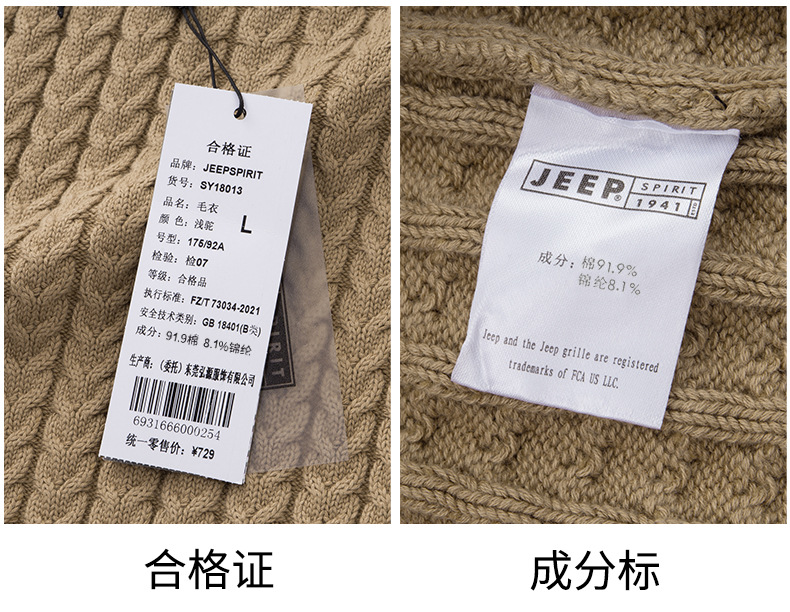 合格证
品牌：JEEPSPIRIT
货号：SY18013
品名：毛衣
颜色：浅驼
L
号型：175/92A
检验：检07
等级：合格品
执行标准：FZ/T 73034-2021
安全技术类别：GB 18401(B类)
成分：91.9棉 8.1%锦纶
生产商：（委托）东莞弘源服饰有限公司
6931666000254
统一零售价：¥729
SPIRIT
JEEP®
SPIRIT
1941
成分：棉91.9%
锦纶8.1%
Jeep and the Jeep grille are registered
trademarks of FCA US LLC.
合格证
成分标